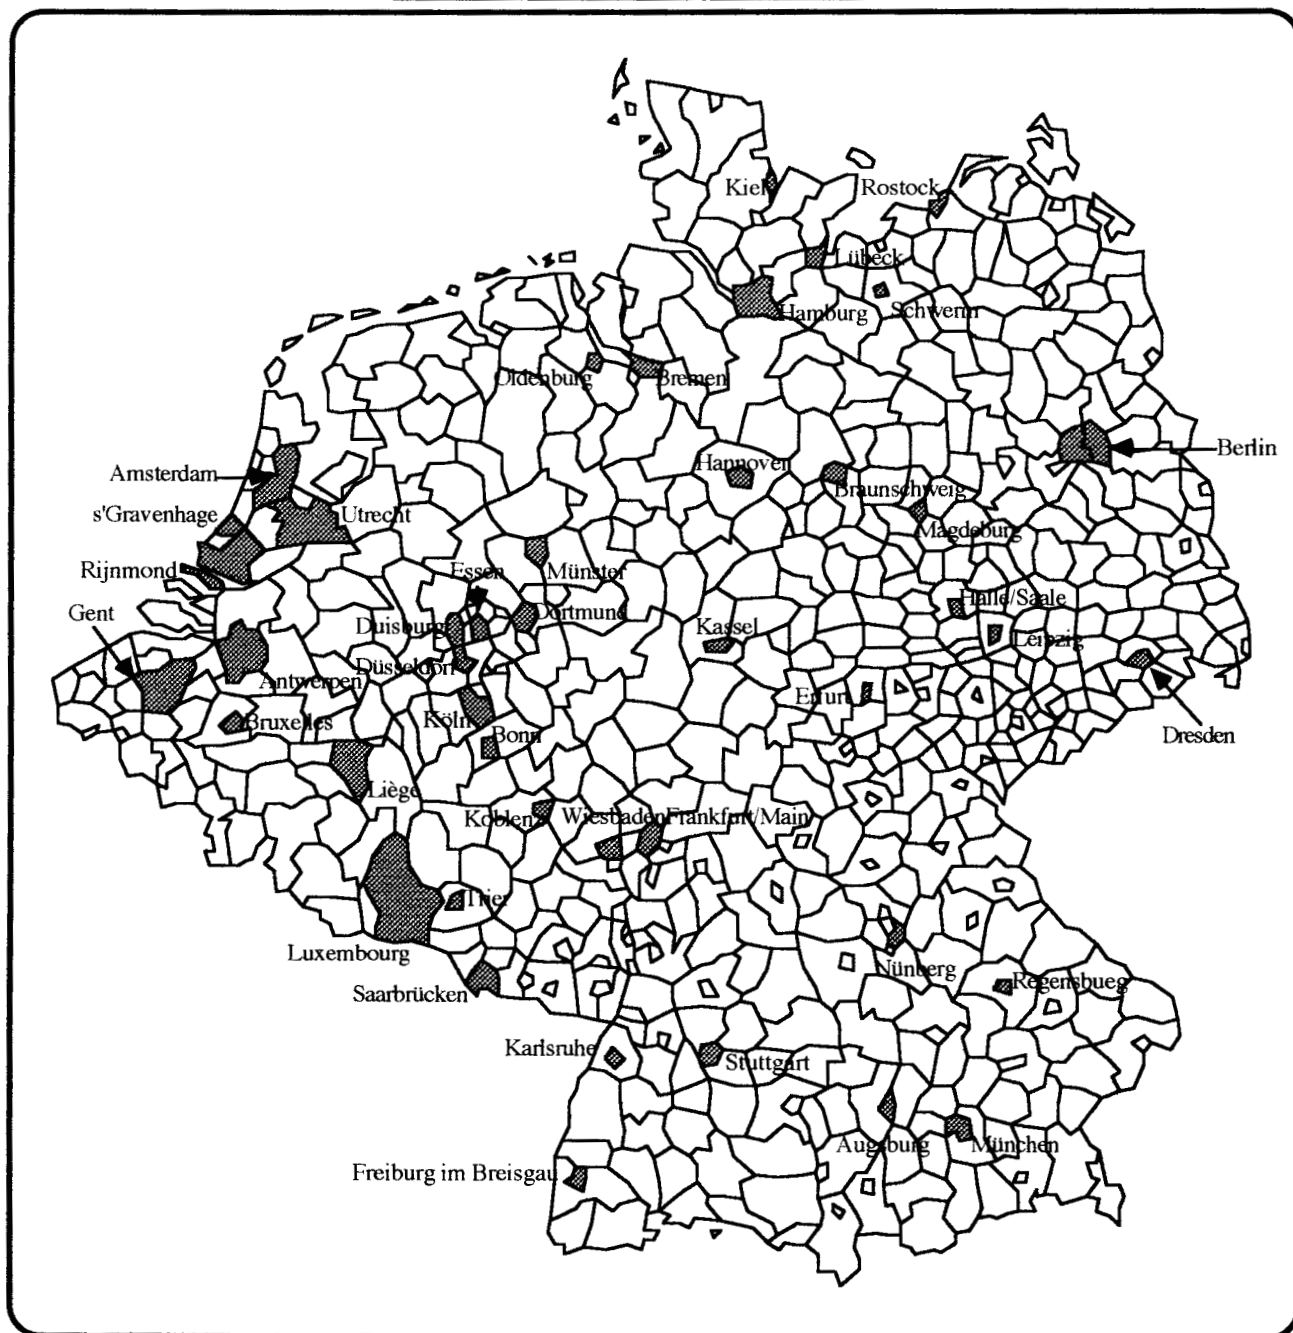 Kiel
Rostock
Lübeck
Hamburg
Schwerin
Oldenburg
Bremen
Berlin
Amsterdam
Hannover
Braunschweig
s'Gravenhage
Utrecht
Magdeburg
Rijnmond
Essen
Münster
Gent
Duisburg
Dortmund
Kassel
Halle/Saale
Leipzig
Düsseldorf
Antwerpen
Erfurt
Bruxelles
Köln
Bonn
Dresden
Liège
Koblenz
Wiesbaden
Frankfurt/Main
Trier
Luxembourg
Nünberg
Saarbrücken
Regensbueg
Karlsruhe
Stuttgart
Augsburg
München
Freiburg im Breisgau